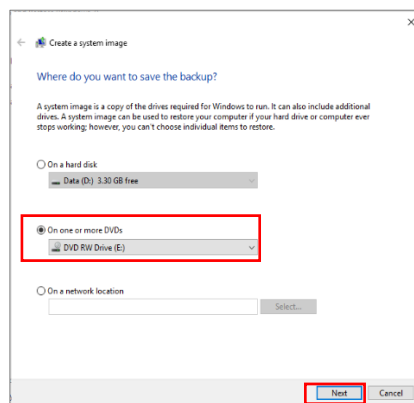 Create a system image
Where do you want to save the backup?
A system image is a copy of the drives required for Windows to run. It can also include additional
drives. A system image can be used to restore your computer if your hard drive or computer ever
stops working; however, you can't choose individual items to restore.
On a hard disk
Data (D:) 3.30 GB free
On one or more DVDs
DVD RW Drive (E:)
On a network location
Select...
Next
Cancel